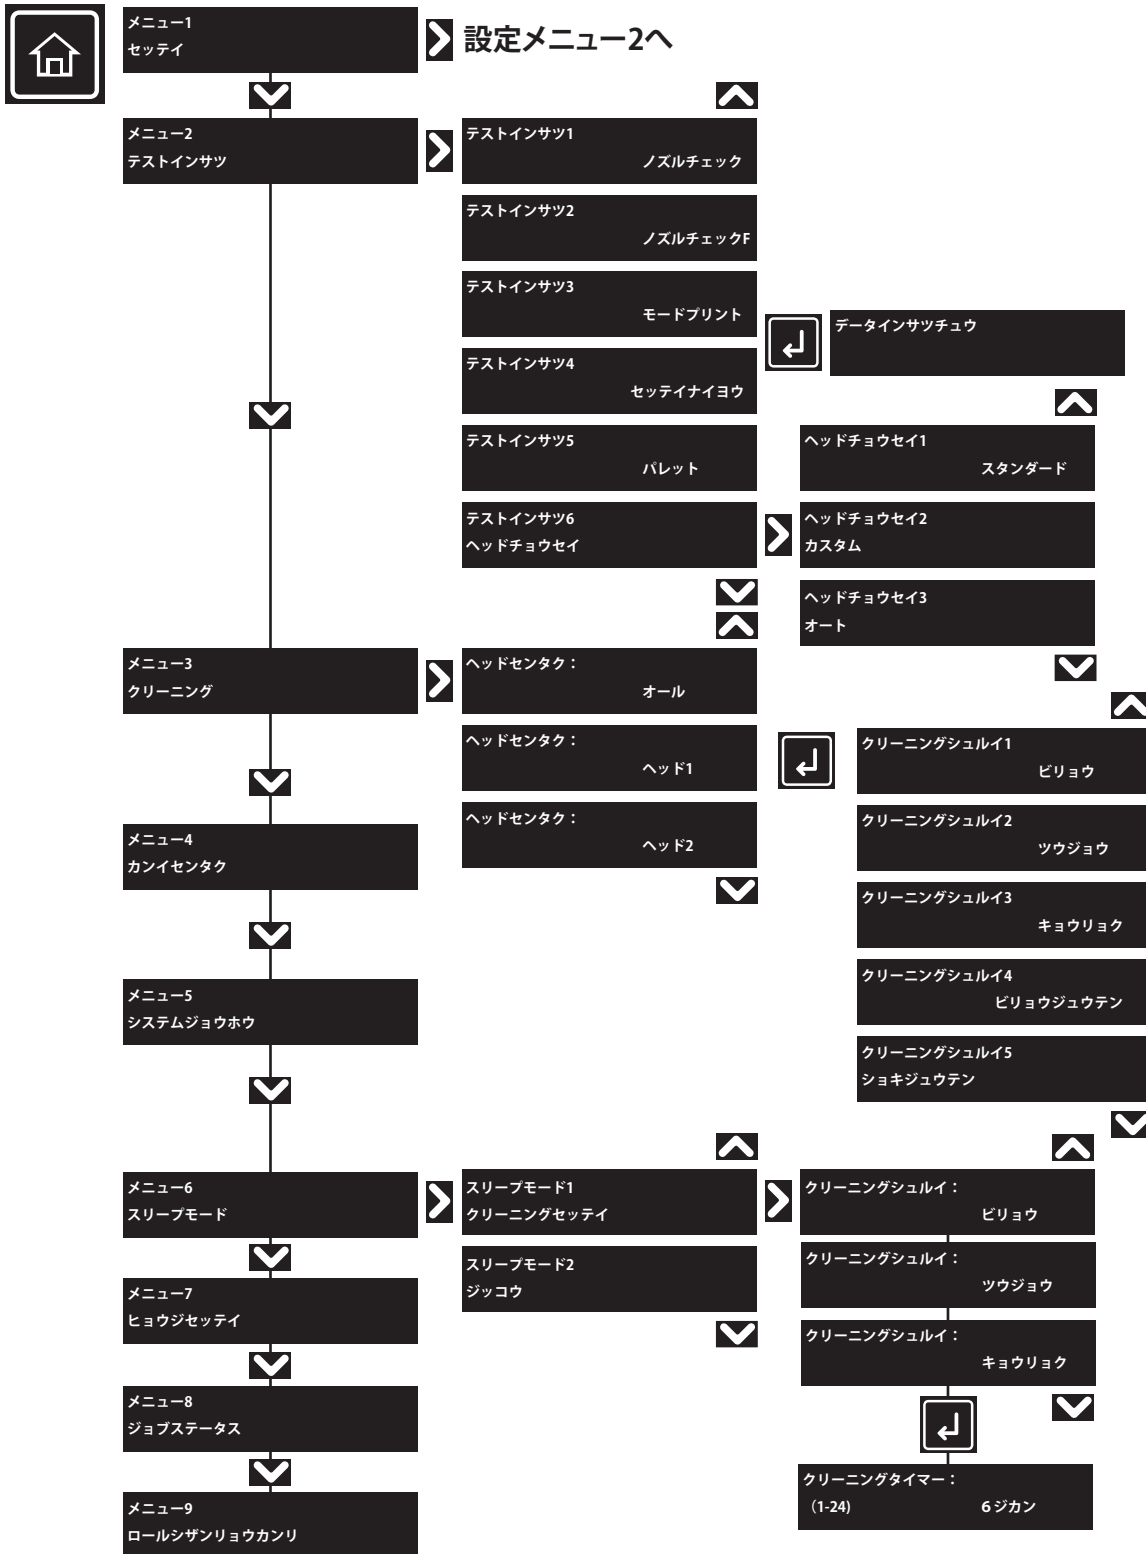 メニュー1
セッテイ
設定メニュー2へ
メニュー2
テストインサツ
テストインサツ1
ノズルチェック
テストインサツ2
ノズルチェックF
テストインサツ3
モードプリント
データインサツチュウ
テストインサツ4
セッテイナイヨウ
テストインサツ5
パレット
テストインサツ6
ヘッドチョウセイ
ヘッドチョウセイ1
スタンダード
ヘッドチョウセイ2
カスタム
ヘッドチョウセイ3
オート
メニュー3
クリーニング
ヘッドセンタク：
オール
ヘッドセンタク：
ヘッド1
ヘッドセンタク：
ヘッド2
クリーニングシュルイ1
ビリョウ
クリーニングシュルイ2
ツウジョウ
クリーニングシュルイ3
キョウリョク
クリーニングシュルイ4
ビリョウジュウテン
クリーニングシュルイ5
ショキジュウテン
メニュー4
カンイセンタク
メニュー5
システムジョウホウ
メニュー6
スリープモード
スリープモード1
クリーニングセッテイ
スリープモード2
ジッコウ
クリーニングシュルイ：
ビリョウ
クリーニングシュルイ：
ツウジョウ
クリーニングシュルイ：
キョウリョク
クリーニングタイマー：
（1-24) 6ジカン
メニュー7
ヒョウジセッテイ
メニュー8
ジョブステータス
メニュー9
ロールシザンリョウカンリ